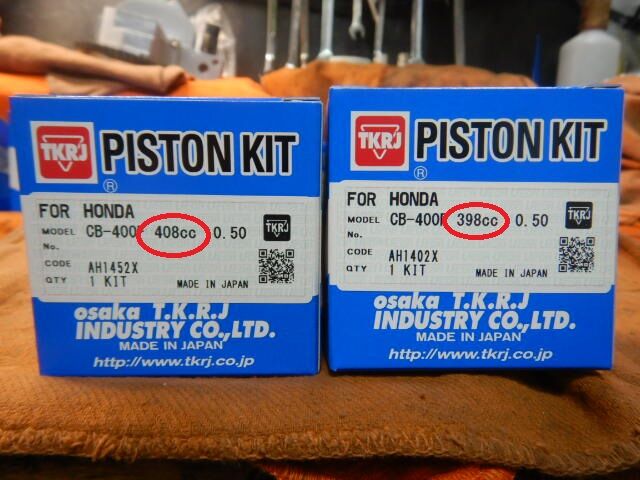 TKRJ PISTON KIT
®
FOR HONDA
MODEL CB-400F 408cc 0.50
No.
TKRJ
CODE AH1452X
QTY 1 KIT MADE IN JAPAN
osaka T.K.R.J
INDUSTRY CO.,LTD.
MADE IN JAPAN
http://www.tkrj.co.jp
TKRJ PISTON KIT
®
FOR HONDA
MODEL CB-400F 398cc 0.50
No.
TKRJ
CODE AH1402X
QTY 1 KIT MADE IN JAPAN
osaka T.K.R.J
INDUSTRY CO.,LTD.
MADE IN JAPAN
http://www.tkrj.co.jp